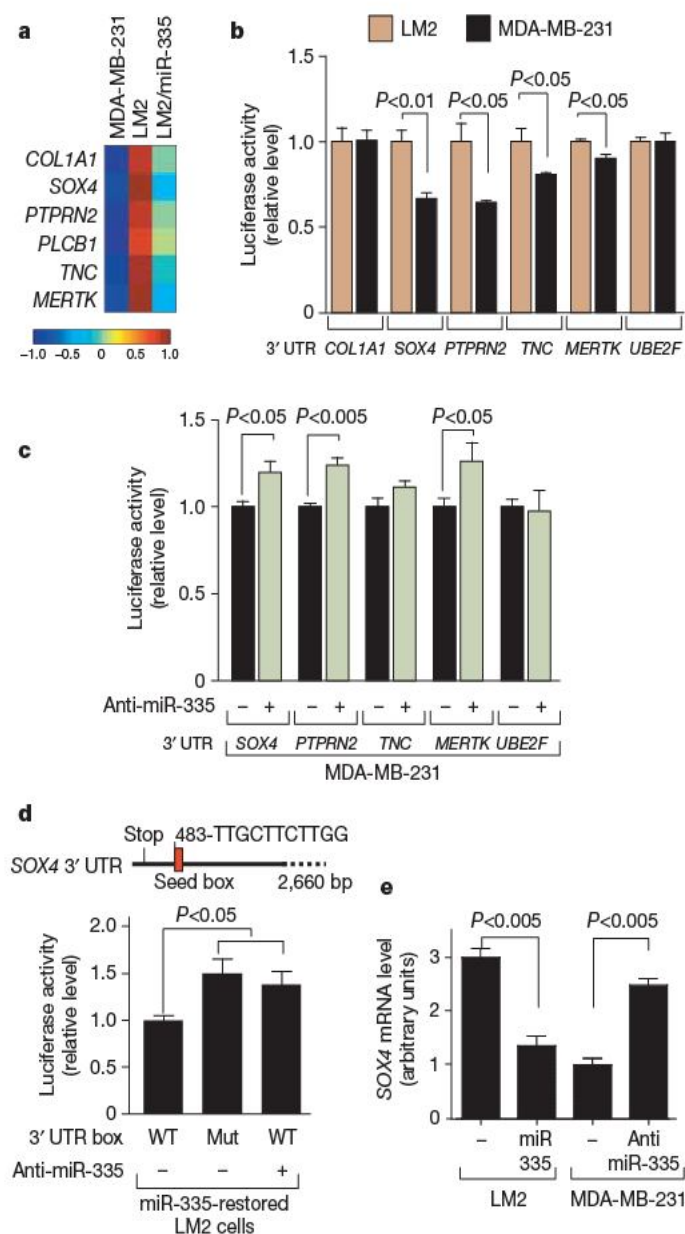 a
MDA-MB-231
LM2
LM2/miR-335
COL1A1
SOX4
PTPRN2
PLCB1
TNC
MERTK
–1.0 –0.5 0 0.5 1.0
b
LM2 MDA-MB-231
Luciferase activity
(relative level)
1.5
1.0
0.5
0
P<0.01 P<0.05 P<0.05 P<0.05
3′ UTR COL1A1 SOX4 PTPRN2 TNC MERTK UBE2F
c
Luciferase activity
(relative level)
1.5
1.0
0.5
0
P<0.05 P<0.005 P<0.05
Anti-miR-335 – + – + – + – + – +
3′ UTR SOX4 PTPRN2 TNC MERTK UBE2F
MDA-MB-231
d
Stop 483-TTGCTTCTTGG
SOX4 3′ UTR
Seed box 2,660 bp
Luciferase activity
(relative level)
2.0
1.5
1.0
0.5
0
P<0.05
3′ UTR box WT Mut WT
Anti-miR-335 – – +
miR-335-restored
LM2 cells
e
SOX4 mRNA level
(arbitrary units)
3
2
1
0
P<0.005 P<0.005
– miR – Anti
335 miR-335
LM2 MDA-MB-231